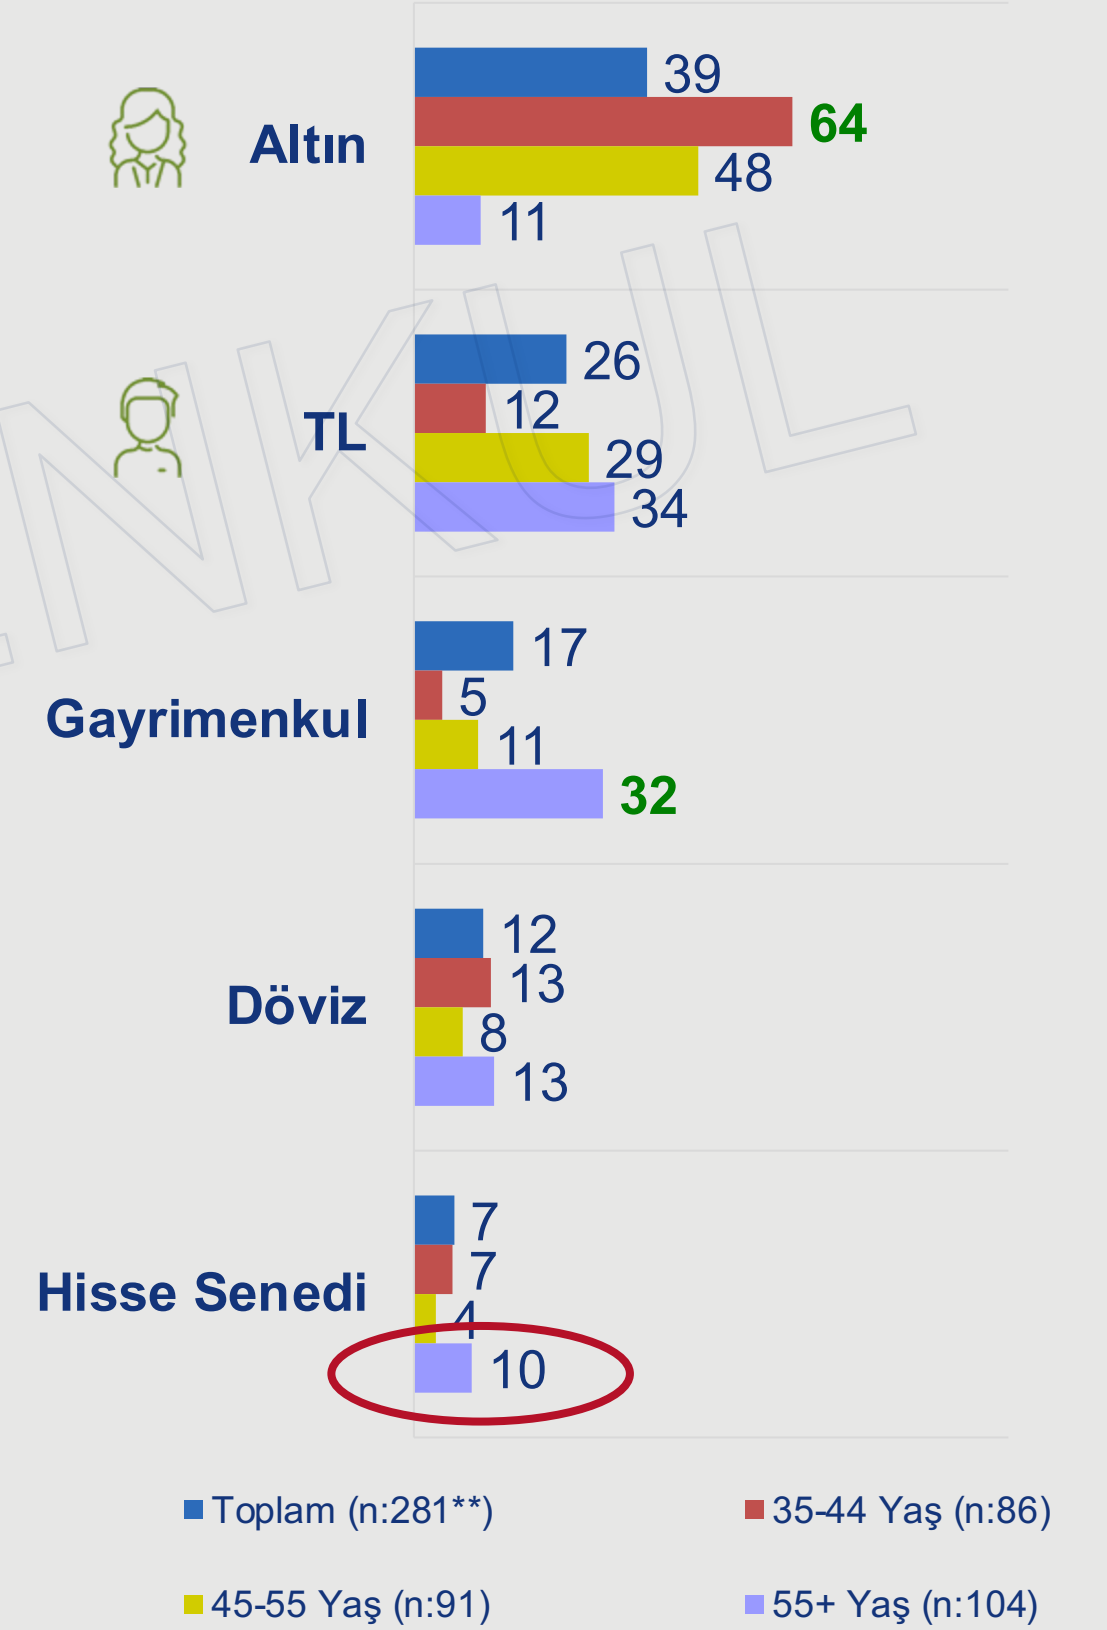 39
Altın
64
48
11
26
TL
12
29
34
17
Gayrimenkul
5
11
32
12
Döviz
13
8
13
7
Hisse Senedi
7
4
10
Toplam (n:281**)
35-44 Yaş (n:86)
45-55 Yaş (n:91)
55+ Yaş (n:104)
ENKUL